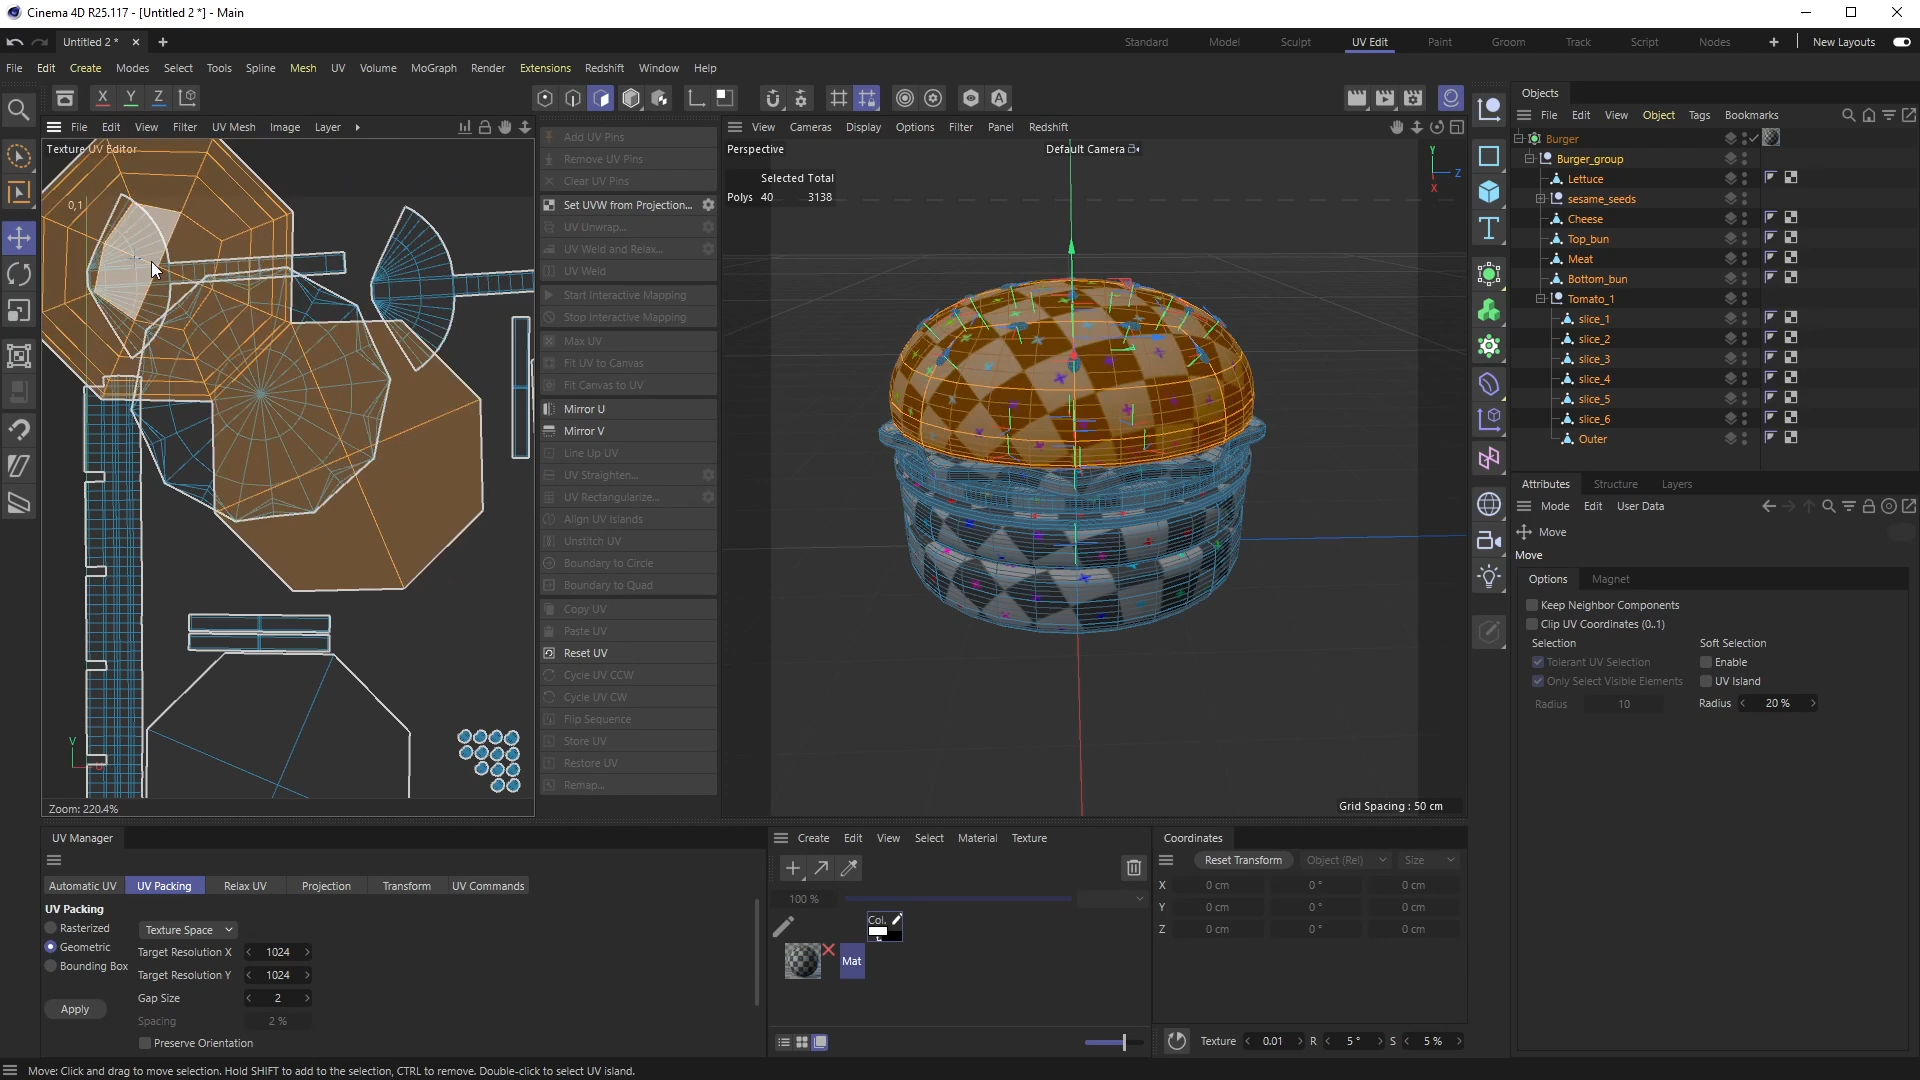 Cinema 4D R25.117 - [Untitled 2 *] - Main
Untitled 2 *
Standard Model Sculpt UV Edit Paint Groom Track Script Nodes New Layouts
File Edit Create Modes Select Tools Spline Mesh UV Volume MoGraph Render Extensions Redshift Window Help
X Y Z
File Edit View Filter UV Mesh Image Layer
Texture UV Editor
0,1
V
Zoom: 220.4%
Add UV Pins
Remove UV Pins
Clear UV Pins
Set UVW from Projection...
UV Unwrap...
UV Weld and Relax...
UV Weld
Start Interactive Mapping
Stop Interactive Mapping
Max UV
Fit UV to Canvas
Fit Canvas to UV
Mirror U
Mirror V
Line Up UV
UV Straighten...
UV Rectangularize...
Align UV Islands
Unstitch UV
Boundary to Circle
Boundary to Quad
Copy UV
Paste UV
Reset UV
Cycle UV CCW
Cycle UV CW
Flip Sequence
Store UV
Restore UV
Remap...
View Cameras Display Options Filter Panel Redshift
Perspective
Default Camera
Selected Total
Polys 40 3138
Y
Z
X
Grid Spacing : 50 cm
Objects
File Edit View Object Tags Bookmarks
Burger
Burger_group
Lettuce
sesame_seeds
Cheese
Top_bun
Meat
Bottom_bun
Tomato_1
slice_1
slice_2
slice_3
slice_4
slice_5
slice_6
Outer
Attributes Structure Layers
Mode Edit User Data
Move
Move
Options Magnet
Keep Neighbor Components
Clip UV Coordinates (0..1)
Selection Soft Selection
Tolerant UV Selection Enable
Only Select Visible Elements UV Island
Radius 10 Radius 20 %
UV Manager
Automatic UV UV Packing Relax UV Projection Transform UV Commands
UV Packing
Rasterized Texture Space
Geometric Target Resolution X 1024
Bounding Box Target Resolution Y 1024
Gap Size 2
Apply
Spacing 2 %
Preserve Orientation
Create Edit View Select Material Texture
100 %
Col.
Mat
Coordinates
Reset Transform Object (Rel) Size
X 0 cm 0 ° 0 cm
Y 0 cm 0 ° 0 cm
Z 0 cm 0 ° 0 cm
Texture 0.01 R 5 ° S 5 %
Move: Click and drag to move selection. Hold SHIFT to add to the selection, CTRL to remove. Double-click to select UV island.